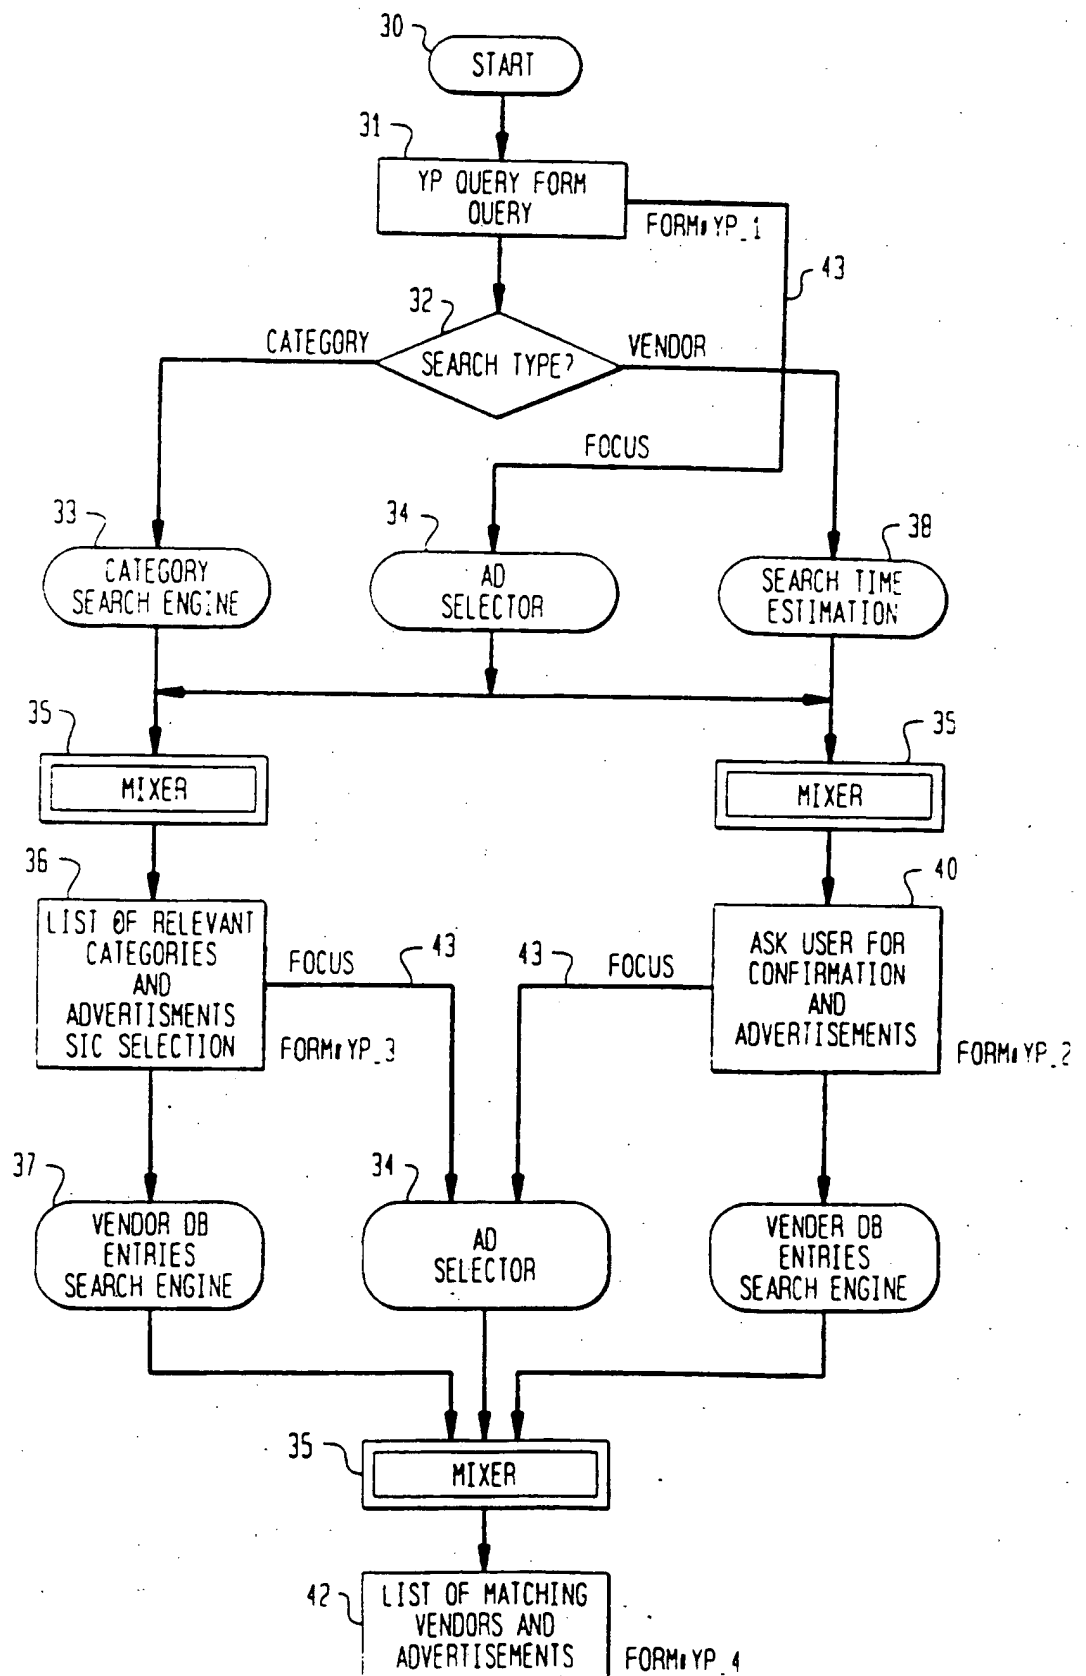 30
START
31
YP QUERY FORM
QUERY
FORM#YP_1
43
32
CATEGORY
SEARCH TYPE?
VENDOR
FOCUS
33
CATEGORY
SEARCH ENGINE
34
AD
SELECTOR
38
SEARCH TIME
ESTIMATION
35
MIXER
35
MIXER
36
LIST OF RELEVANT
CATEGORIES
AND
ADVERTISMENTS
SIC SELECTION
FOCUS
43
FORM#YP_3
43
FOCUS
40
ASK USER FOR
CONFIRMATION
AND
ADVERTISEMENTS
FORM#YP_2
37
VENDOR DB
ENTRIES
SEARCH ENGINE
34
AD
SELECTOR
VENDER DB
ENTRIES
SEARCH ENGINE
35
MIXER
42
LIST OF MATCHING
VENDORS AND
ADVERTISEMENTS
FORM#YP_4